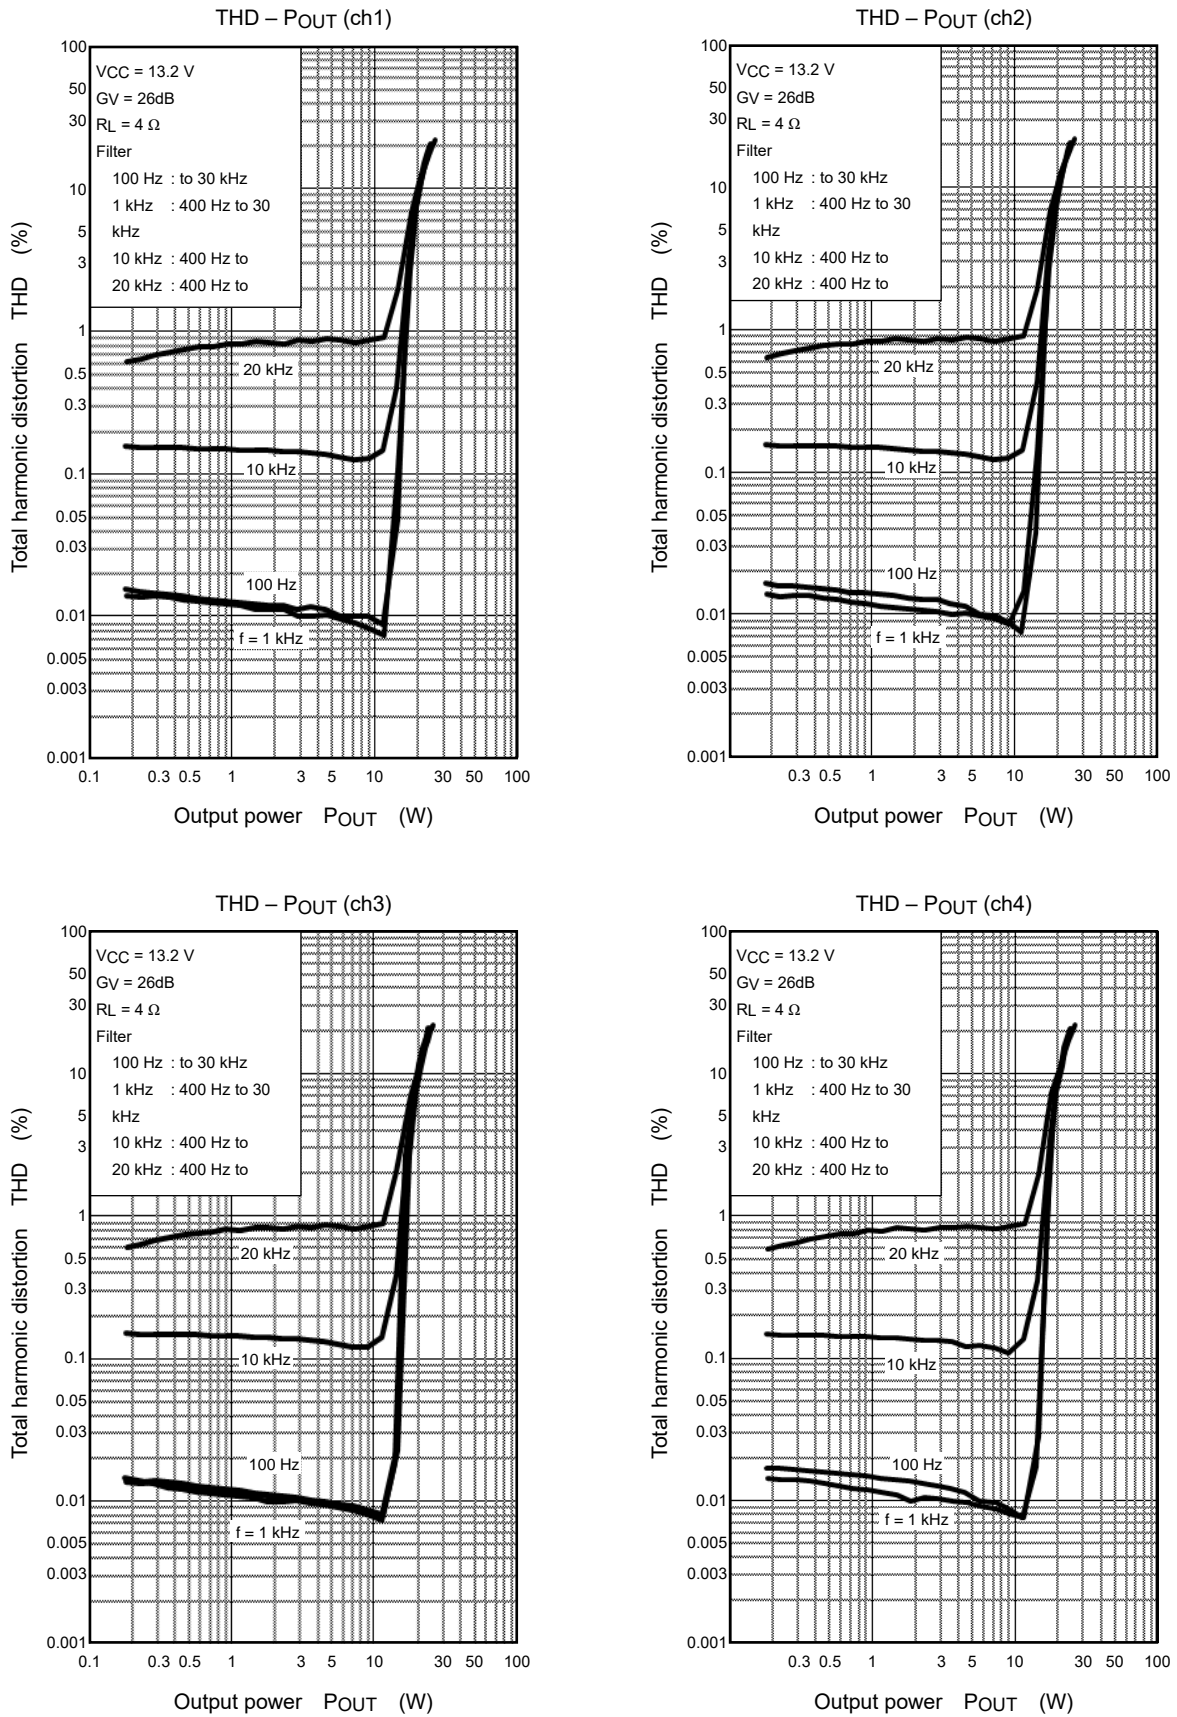 THD – POUT (ch1)
100
50
30
10
5
3
1
0.5
0.3
0.1
0.05
0.03
0.01
0.005
0.003
0.001
VCC = 13.2 V
GV = 26dB
RL = 4 Ω
Filter
100 Hz : to 30 kHz
1 kHz : 400 Hz to 30
kHz
10 kHz : 400 Hz to
20 kHz : 400 Hz to
20 kHz
10 kHz
100 Hz
f = 1 kHz
Total harmonic distortion THD (%)
0.1 0.3 0.5 1 3 5 10 30 50 100
Output power POUT (W)
THD – POUT (ch2)
100
50
30
10
5
3
1
0.5
0.3
0.1
0.05
0.03
0.01
0.005
0.003
0.001
VCC = 13.2 V
GV = 26dB
RL = 4 Ω
Filter
100 Hz : to 30 kHz
1 kHz : 400 Hz to 30
kHz
10 kHz : 400 Hz to
20 kHz : 400 Hz to
20 kHz
10 kHz
100 Hz
f = 1 kHz
Total harmonic distortion THD (%)
0.3 0.5 1 3 5 10 30 50 100
Output power POUT (W)
THD – POUT (ch3)
100
50
30
10
5
3
1
0.5
0.3
0.1
0.05
0.03
0.01
0.005
0.003
0.001
VCC = 13.2 V
GV = 26dB
RL = 4 Ω
Filter
100 Hz : to 30 kHz
1 kHz : 400 Hz to 30
kHz
10 kHz : 400 Hz to
20 kHz : 400 Hz to
20 kHz
10 kHz
100 Hz
f = 1 kHz
Total harmonic distortion THD (%)
0.1 0.3 0.5 1 3 5 10 30 50 100
Output power POUT (W)
THD – POUT (ch4)
100
50
30
10
5
3
1
0.5
0.3
0.1
0.05
0.03
0.01
0.005
0.003
0.001
VCC = 13.2 V
GV = 26dB
RL = 4 Ω
Filter
100 Hz : to 30 kHz
1 kHz : 400 Hz to 30
kHz
10 kHz : 400 Hz to
20 kHz : 400 Hz to
20 kHz
10 kHz
100 Hz
f = 1 kHz
Total harmonic distortion THD (%)
0.3 0.5 1 3 5 10 30 50 100
Output power POUT (W)